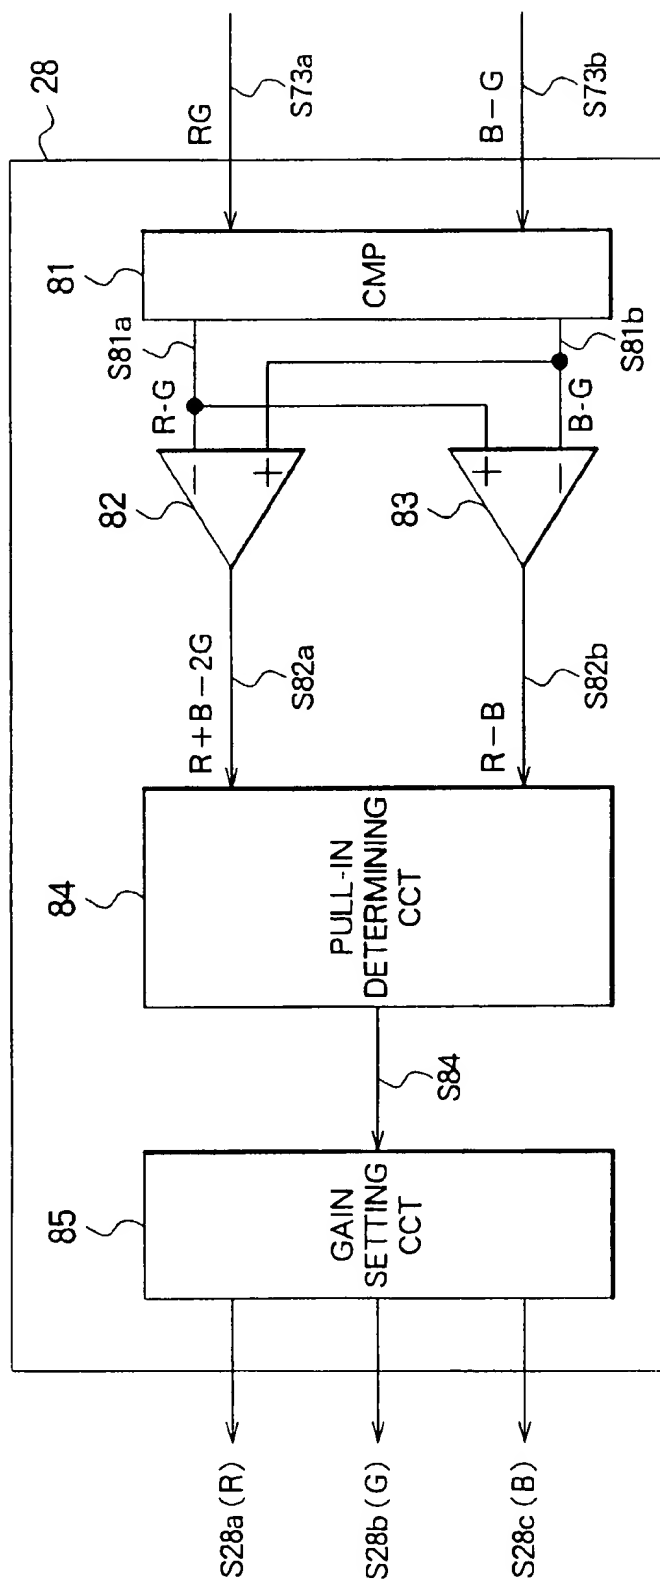 28
RG
S73a
B−G
S73b
81
CMP
S81a
S81b
R-G
B-G
82
−
+
83
+
−
R+B−2G
S82a
R−B
S82b
84
PULL-IN
DETERMINING
CCT
S84
85
GAIN
SETTING
CCT
S28a (R)
S28b (G)
S28c (B)